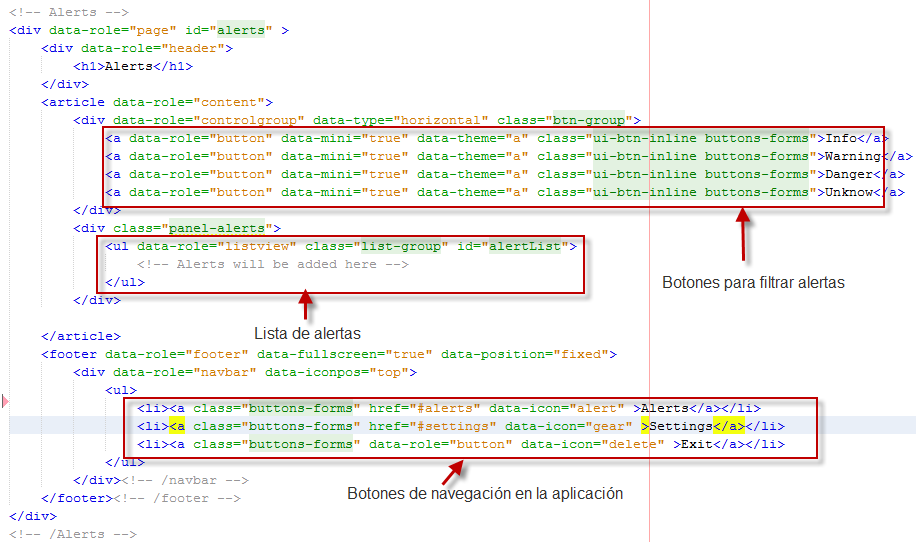 <!-- Alerts -->
<div data-role="page" id="alerts" >
<div data-role="header">
<h1>Alerts</h1>
</div>
<article data-role="content">
<div data-role="controlgroup" data-type="horizontal" class="btn-group">
<a data-role="button" data-mini="true" data-theme="a" class="ui-btn-inline buttons-forms">Info</a>
<a data-role="button" data-mini="true" data-theme="a" class="ui-btn-inline buttons-forms">Warning</a>
<a data-role="button" data-mini="true" data-theme="a" class="ui-btn-inline buttons-forms">Danger</a>
<a data-role="button" data-mini="true" data-theme="a" class="ui-btn-inline buttons-forms">Unknow</a>
</div>
<div class="panel-alerts">
<ul data-role="listview" class="list-group" id="alertList">
<!-- Alerts will be added here -->
</ul>
</div>
Botones para filtrar alertas
Lista de alertas
</article>
<footer data-role="footer" data-fullscreen="true" data-position="fixed">
<div data-role="navbar" data-iconpos="top">
<ul>
<li><a class="buttons-forms" href="#alerts" data-icon="alert" >Alerts</a></li>
<li><a class="buttons-forms" href="#settings" data-icon="gear" >Settings</a></li>
<li><a class="buttons-forms" data-role="button" data-icon="delete" >Exit</a></li>
</ul>
</div><!-- /navbar -->
Botones de navegación en la aplicación
</footer><!-- /footer -->
</div>
<!-- /Alerts -->